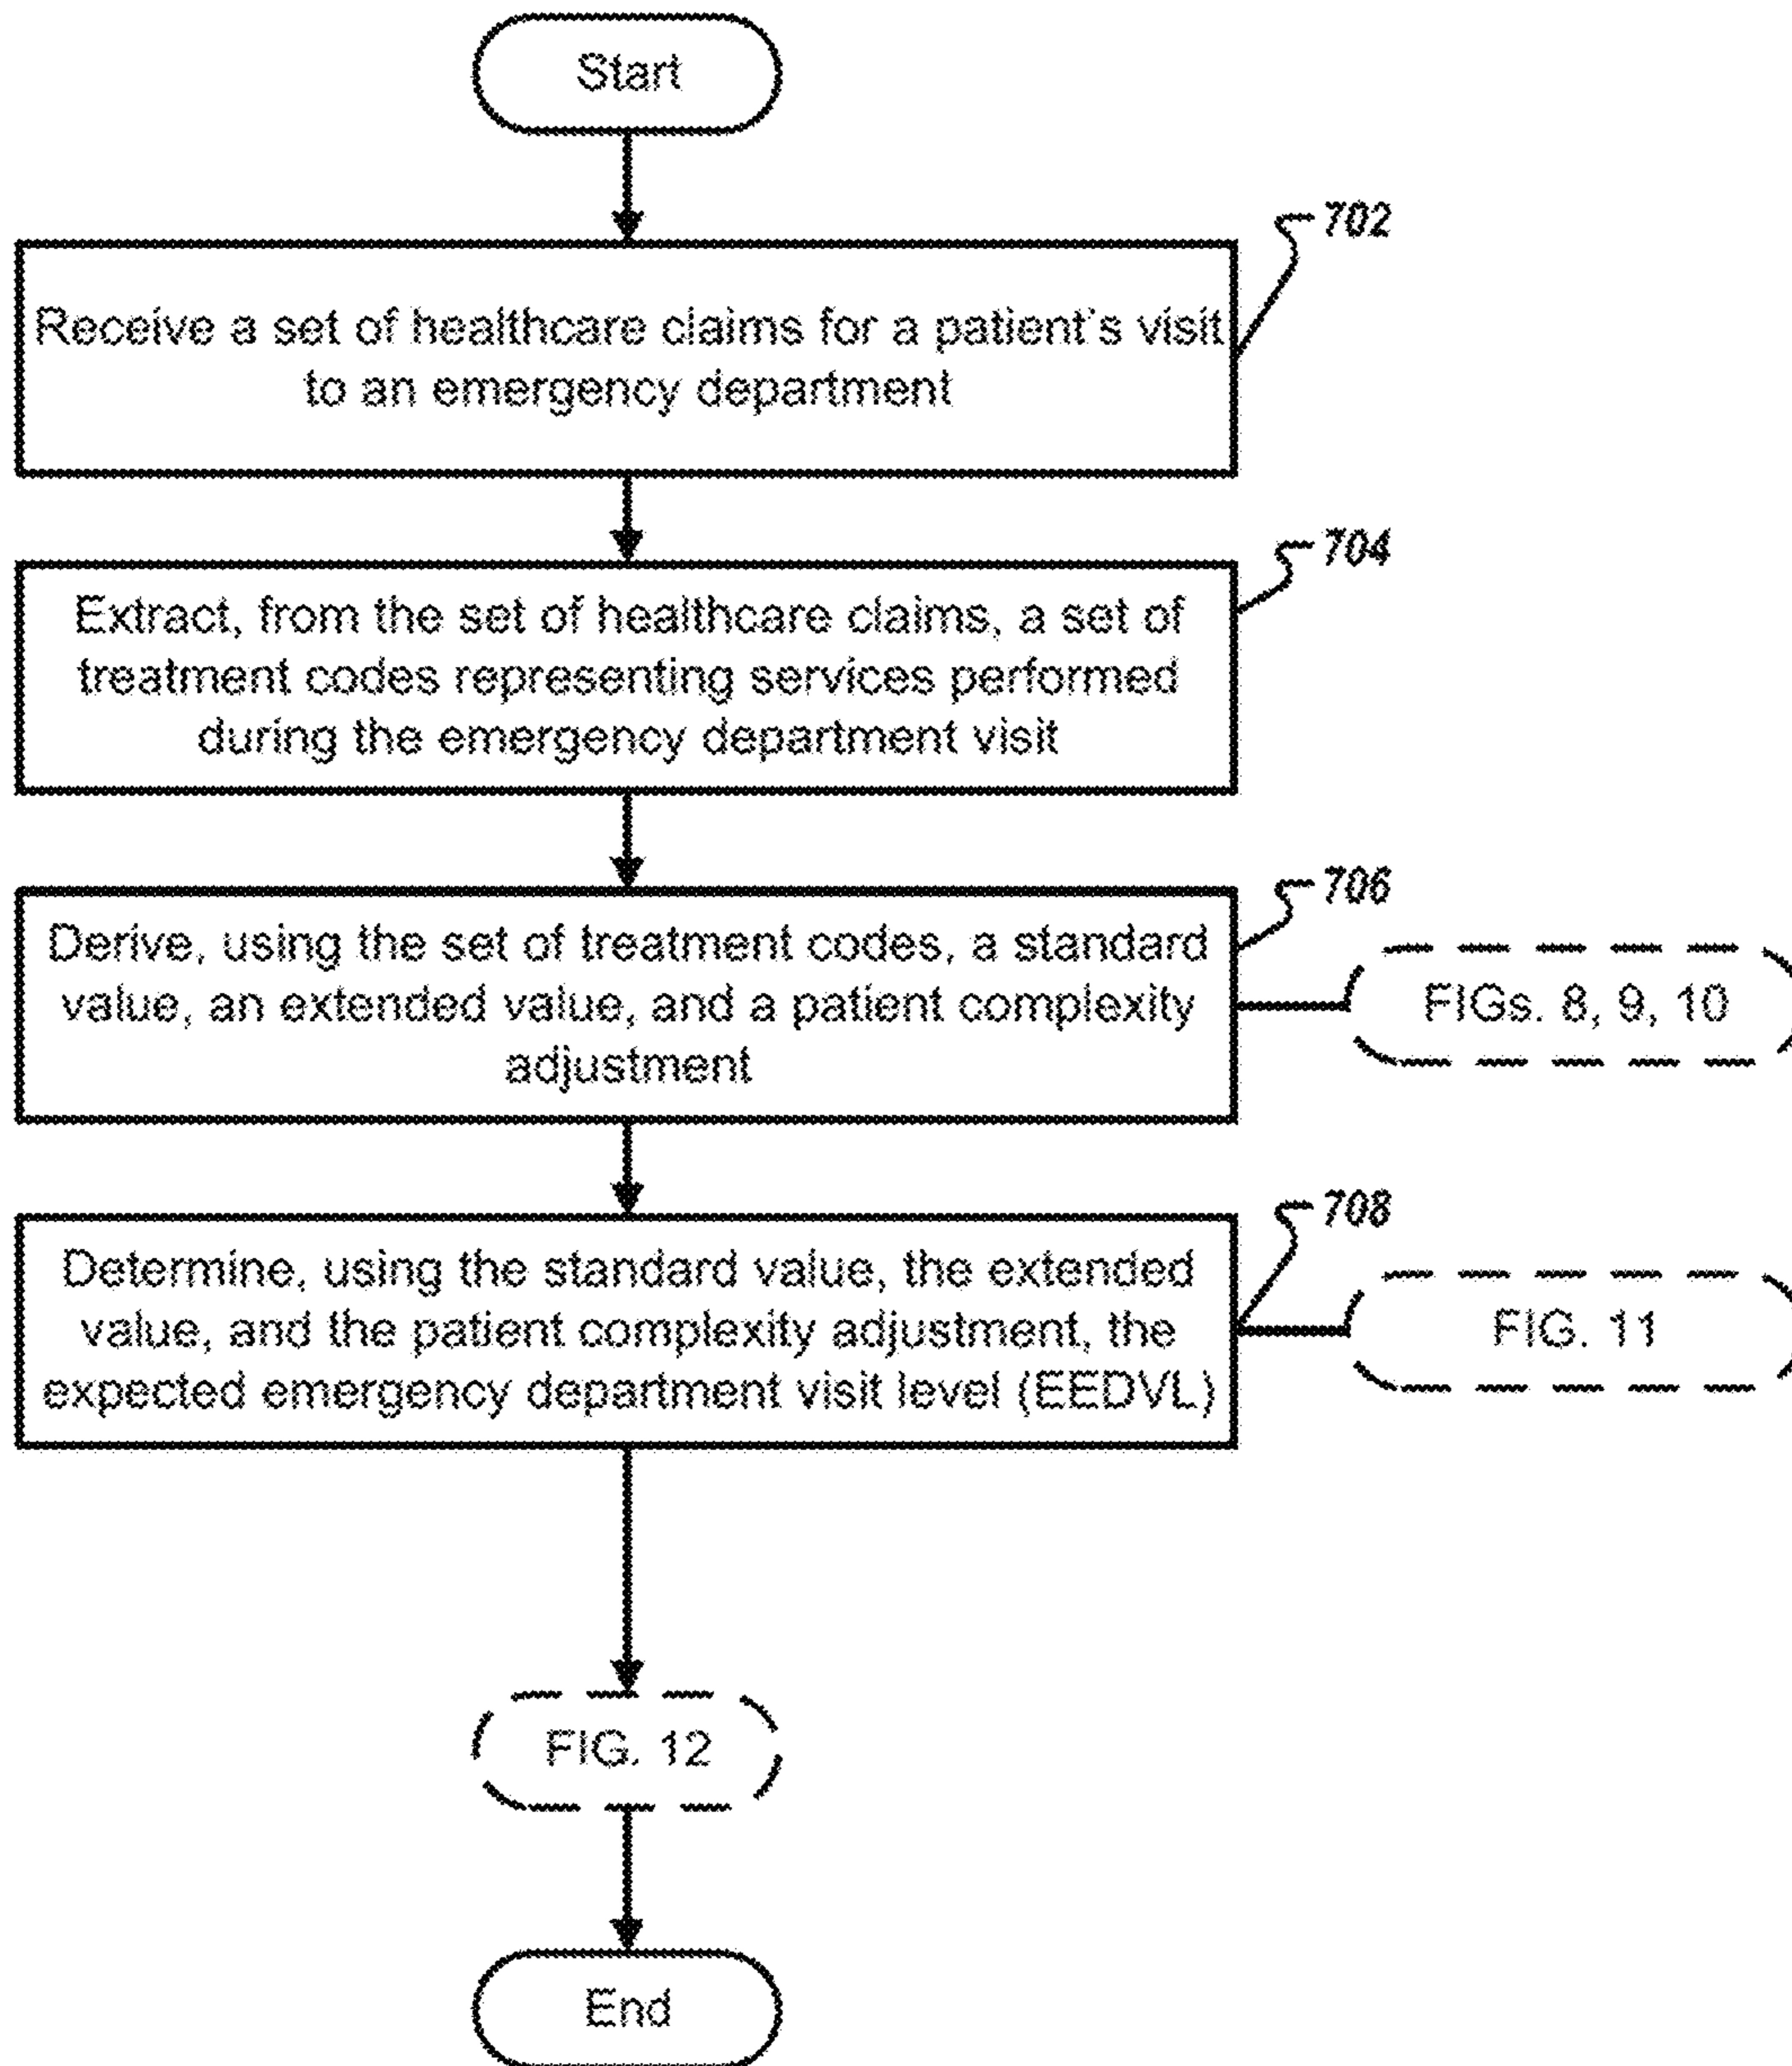 Start
702
Receive a set of healthcare claims for a patient's visit
to an emergency department
704
Extract, from the set of healthcare claims, a set of
treatment codes representing services performed
during the emergency department visit
706
Derive, using the set of treatment codes, a standard
value, an extended value, and a patient complexity
adjustment
FIGs. 8, 9, 10
708
Determine, using the standard value, the extended
value, and the patient complexity adjustment, the
expected emergency department visit level (EEDVL)
FIG. 11
FIG. 12
End